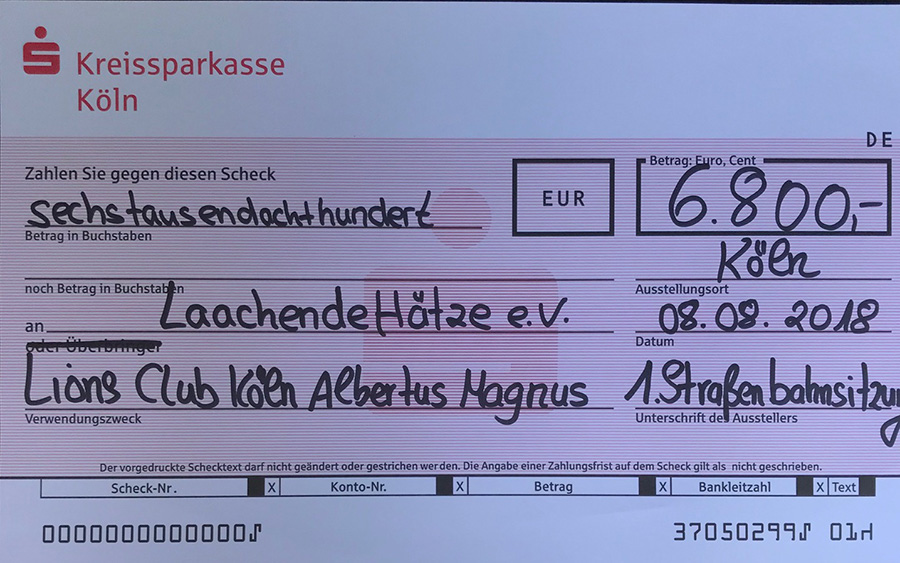 Kreissparkasse
Köln
DE
Zahlen Sie gegen diesen Scheck
Betrag: Euro, Cent
sechstausendachthundert
EUR
6.800,-
Betrag in Buchstaben
Köln
noch Betrag in Buchstaben
Ausstellungsort
an Laachende Hätze e.V.
08.08.2018
oder Überbringer
Datum
Lions Club Köln Albertus Magnus
1. Straßenbahnsitzun
Verwendungszweck
Unterschrift des Ausstellers
Der vorgedruckte Schecktext darf nicht geändert oder gestrichen werden. Die Angabe einer Zahlungsfrist auf dem Scheck gilt als nicht geschrieben.
Scheck-Nr. X Konto-Nr. X Betrag X Bankleitzahl X Text
0000000000000⑀ 37050299⑀ 01⑁